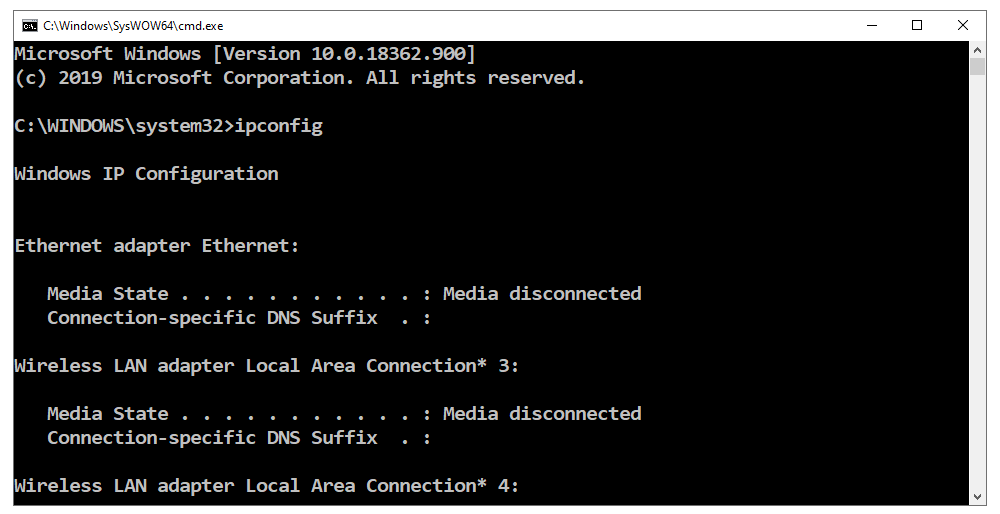 C:\Windows\SysWOW64\cmd.exe
Microsoft Windows [Version 10.0.18362.900]
(c) 2019 Microsoft Corporation. All rights reserved.
C:\WINDOWS\system32>ipconfig
Windows IP Configuration
Ethernet adapter Ethernet:
   Media State . . . . . . . . . . . : Media disconnected
   Connection-specific DNS Suffix  . :
Wireless LAN adapter Local Area Connection* 3:
   Media State . . . . . . . . . . . : Media disconnected
   Connection-specific DNS Suffix  . :
Wireless LAN adapter Local Area Connection* 4: